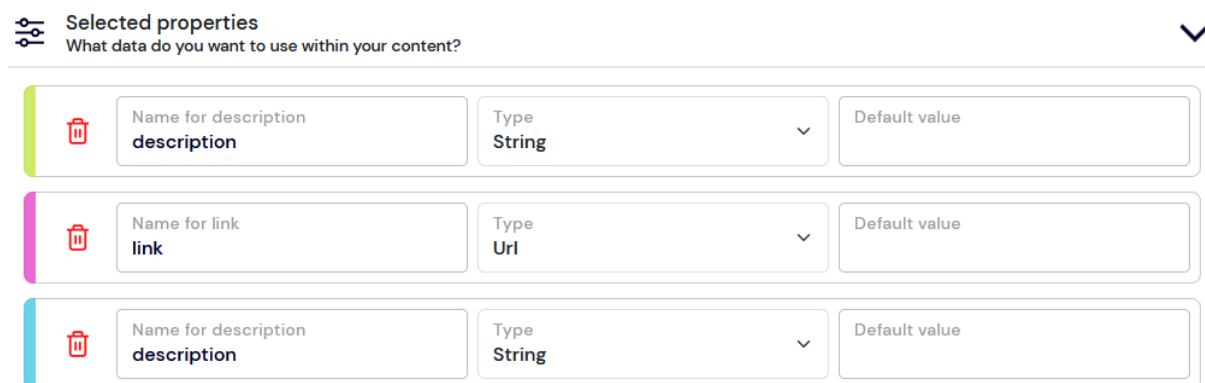 Selected properties
What data do you want to use within your content?
Name for description
description
Type
String
Default value
Name for link
link
Type
Url
Default value
Name for description
description
Type
String
Default value